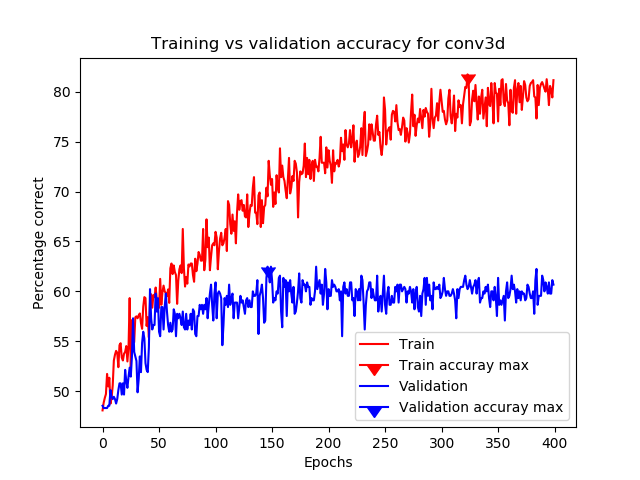 Training vs validation accuracy for conv3d
80
75
70
65
60
55
50
Percentage correct
0 50 100 150 200 250 300 350 400
Epochs
Train
Train accuray max
Validation
Validation accuray max